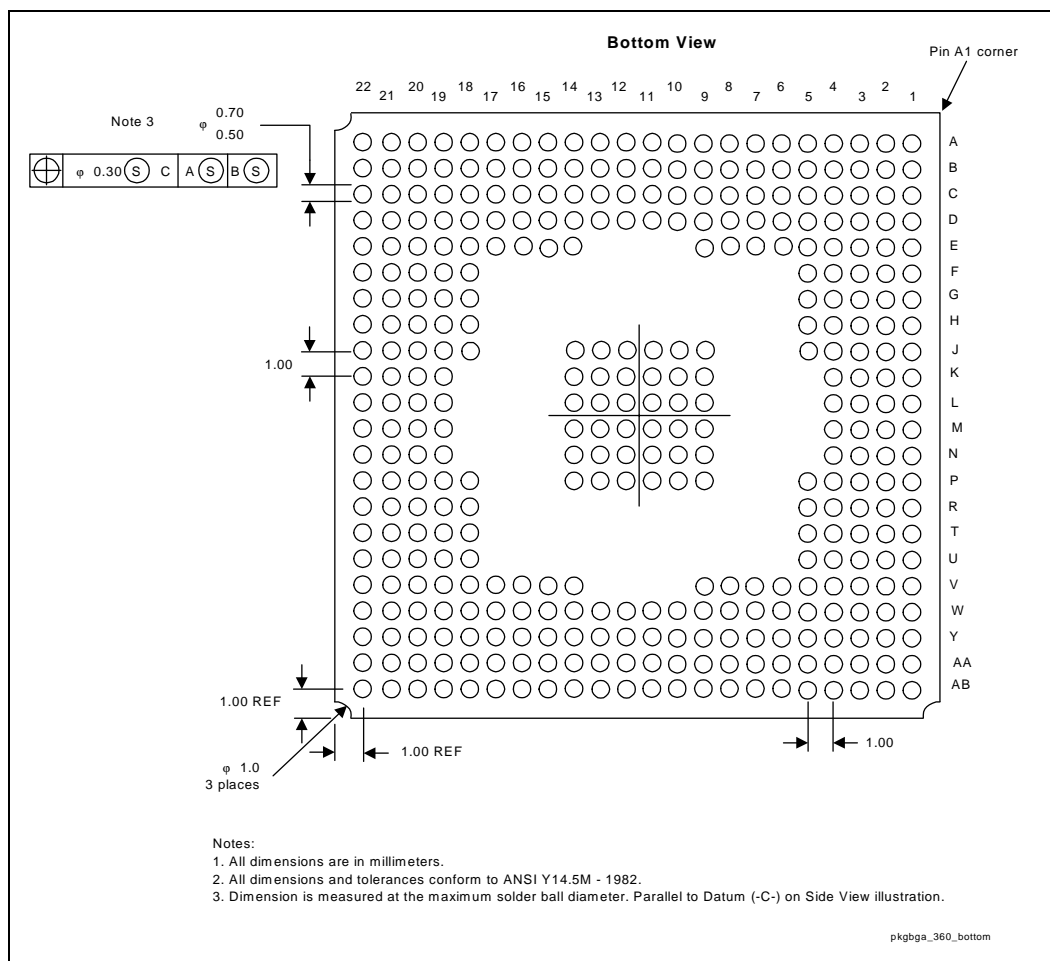 Bottom View
Pin A1 corner
22 21 20 19 18 17 16 15 14 13 12 11 10 9 8 7 6 5 4 3 2 1
Note 3
φ 0.70
0.50
φ 0.30 S C A S B S
A
B
C
D
E
F
G
H
J
1.00
K
L
M
N
P
R
T
U
V
W
Y
AA
AB
1.00 REF
1.00 REF
1.00
φ 1.0
3 places
Notes:
1. All dimensions are in millimeters.
2. All dimensions and tolerances conform to ANSI Y14.5M - 1982.
3. Dimension is measured at the maximum solder ball diameter. Parallel to Datum (-C-) on Side View illustration.
pkgbga_360_bottom